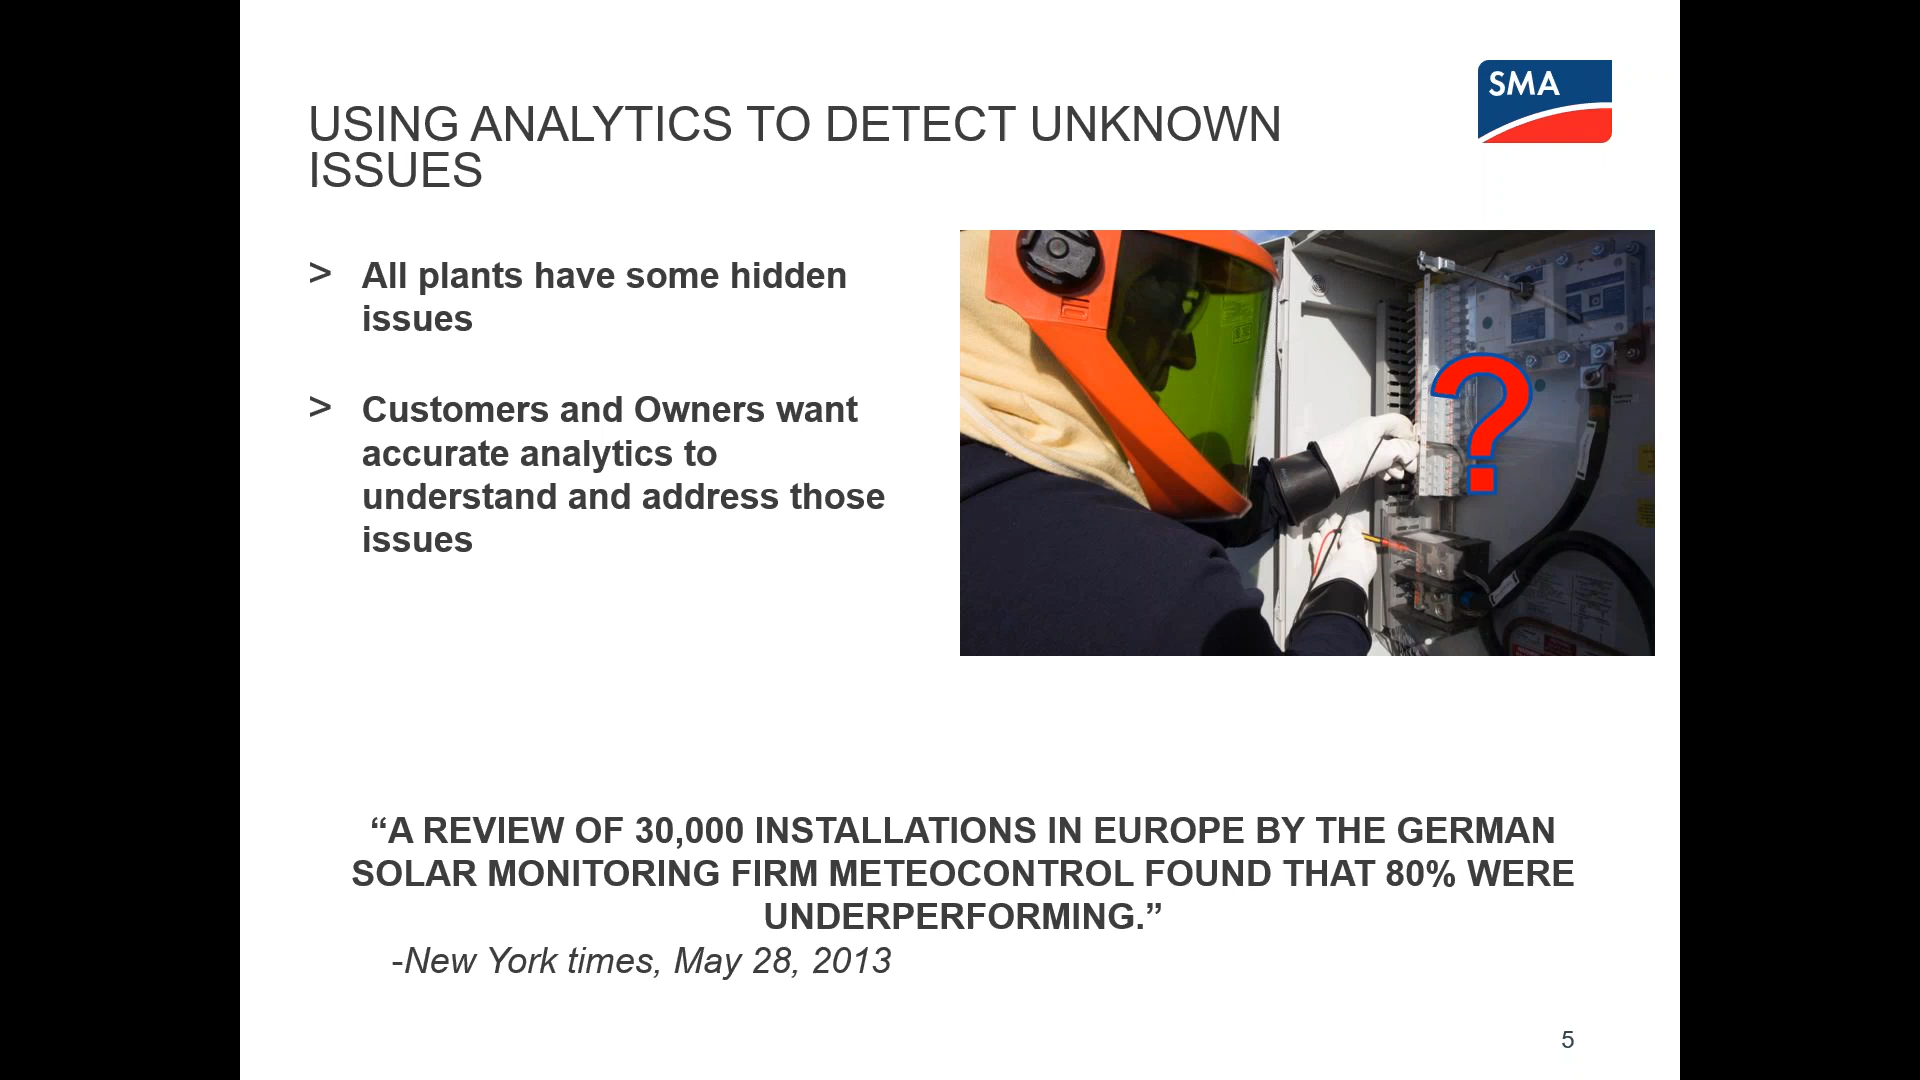 SMA
USING ANALYTICS TO DETECT UNKNOWN
ISSUES
> All plants have some hidden
issues
> Customers and Owners want
accurate analytics to
understand and address those
issues
?
“A REVIEW OF 30,000 INSTALLATIONS IN EUROPE BY THE GERMAN
SOLAR MONITORING FIRM METEOCONTROL FOUND THAT 80% WERE
UNDERPERFORMING.”
-New York times, May 28, 2013
5